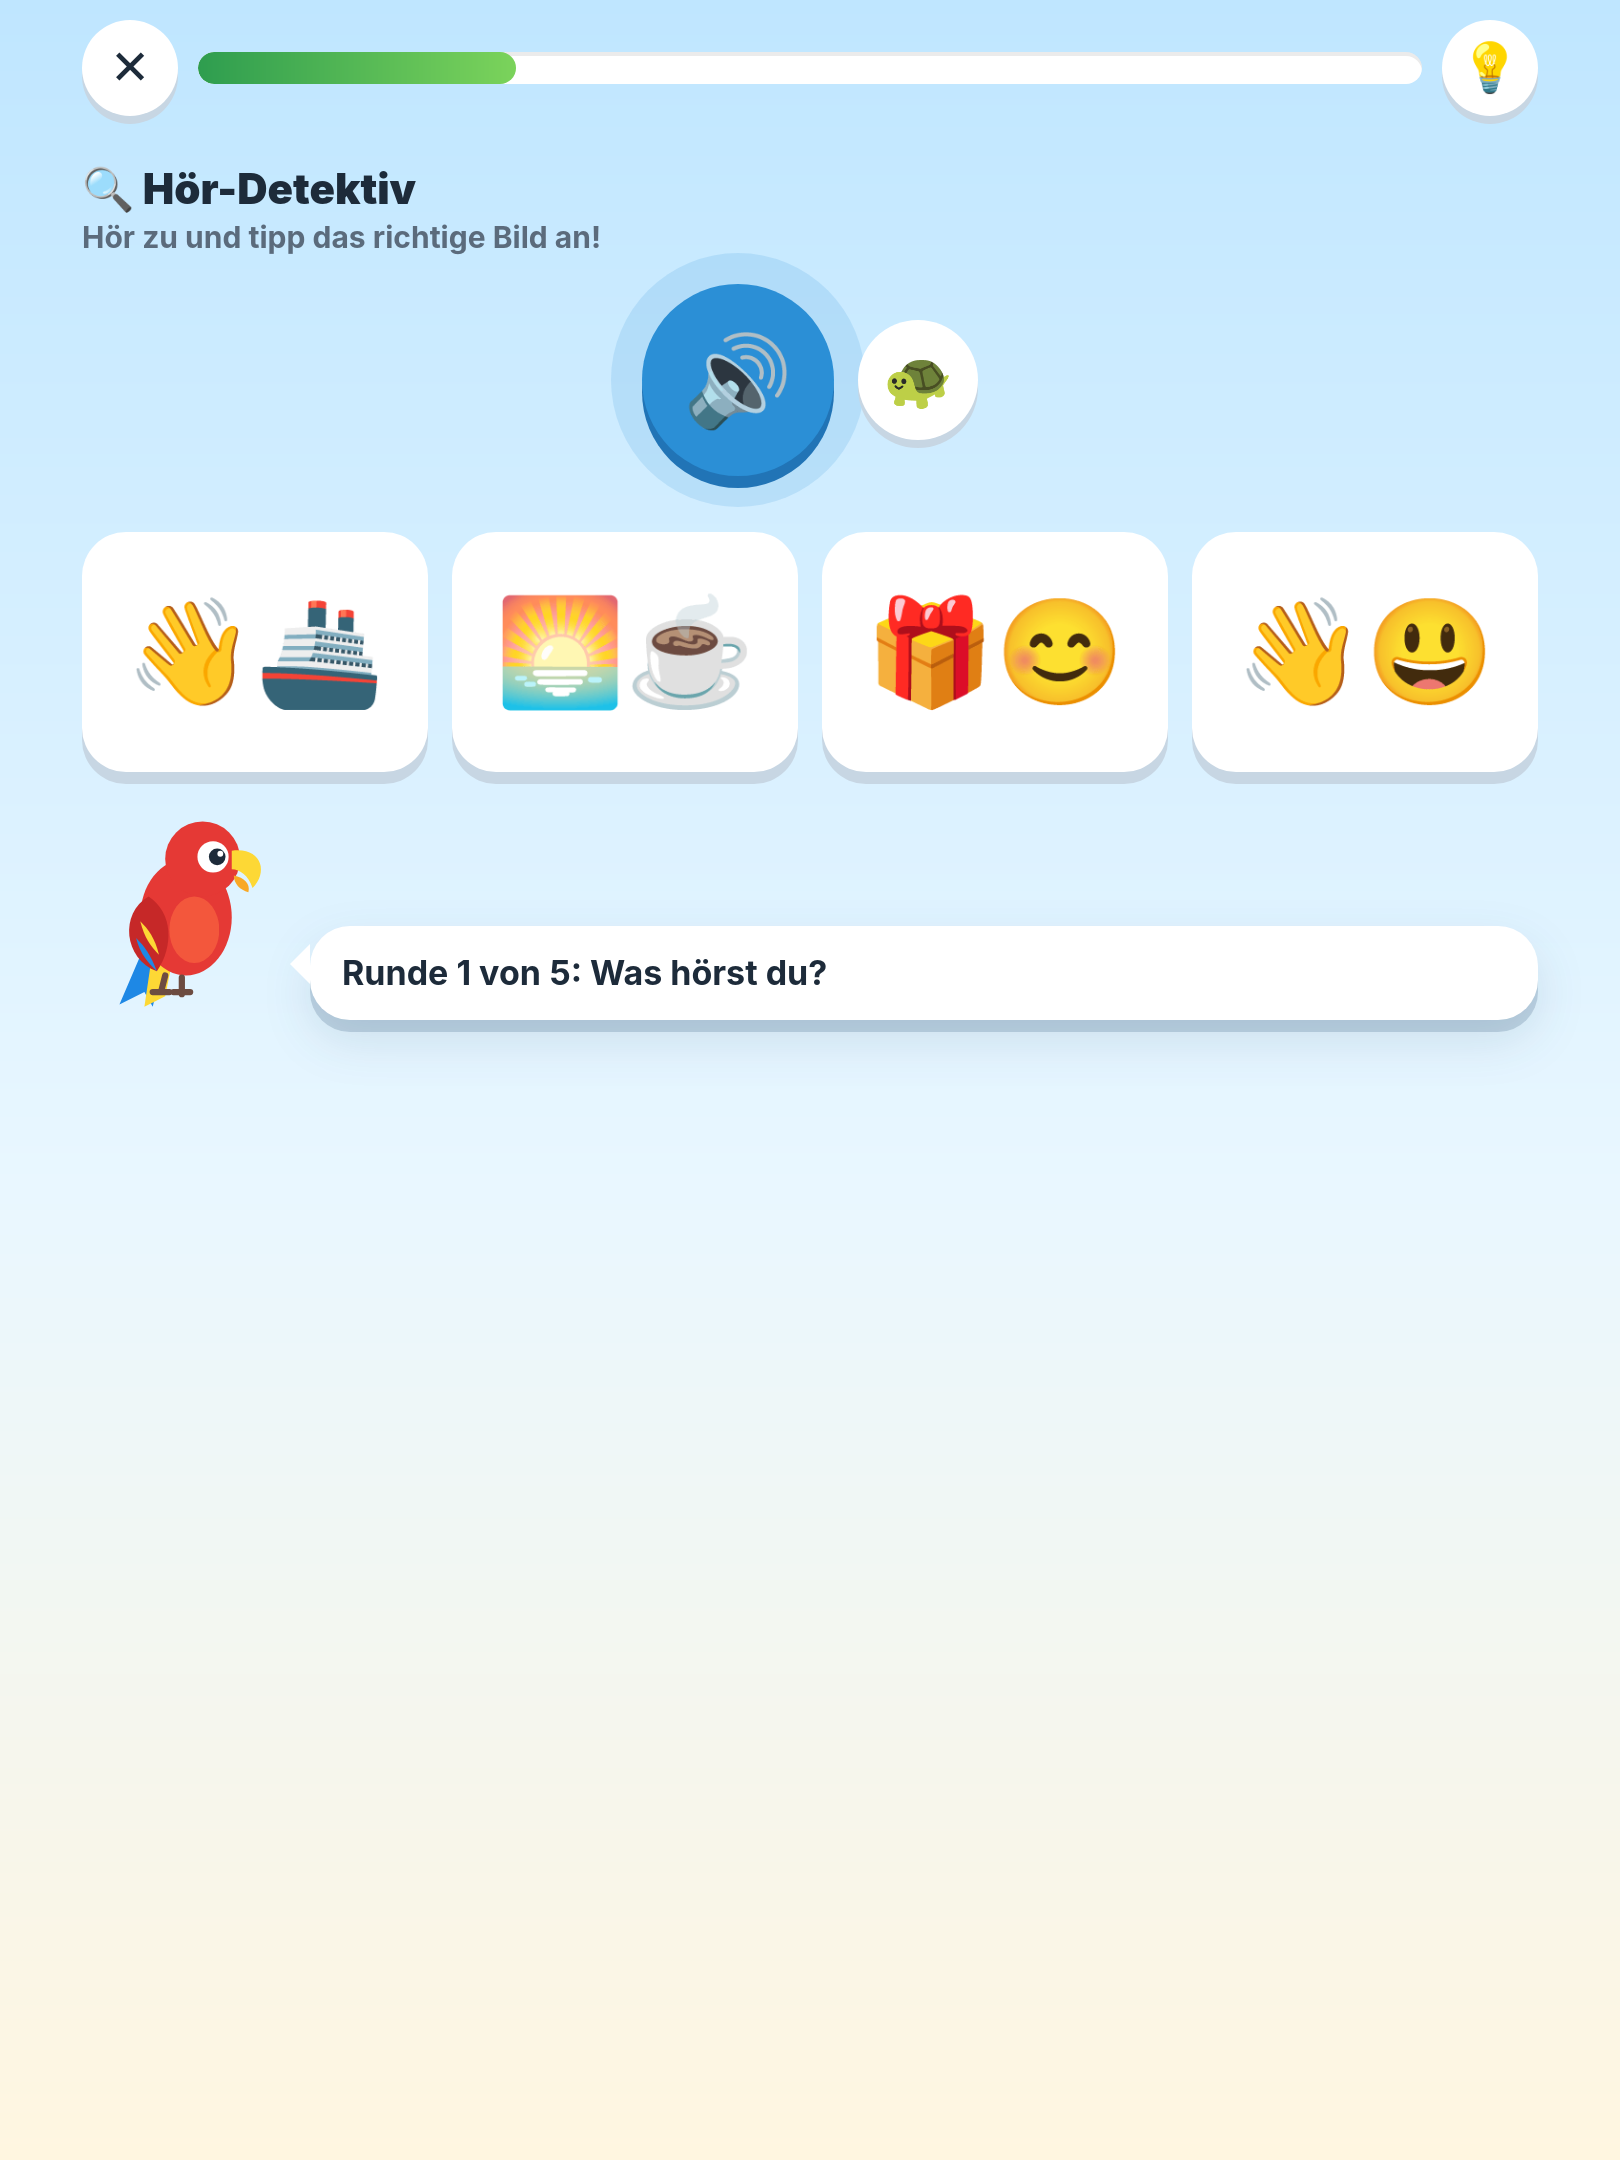 Hör-Detektiv
Hör zu und tipp das richtige Bild an!
Runde 1 von 5: Was hörst du?